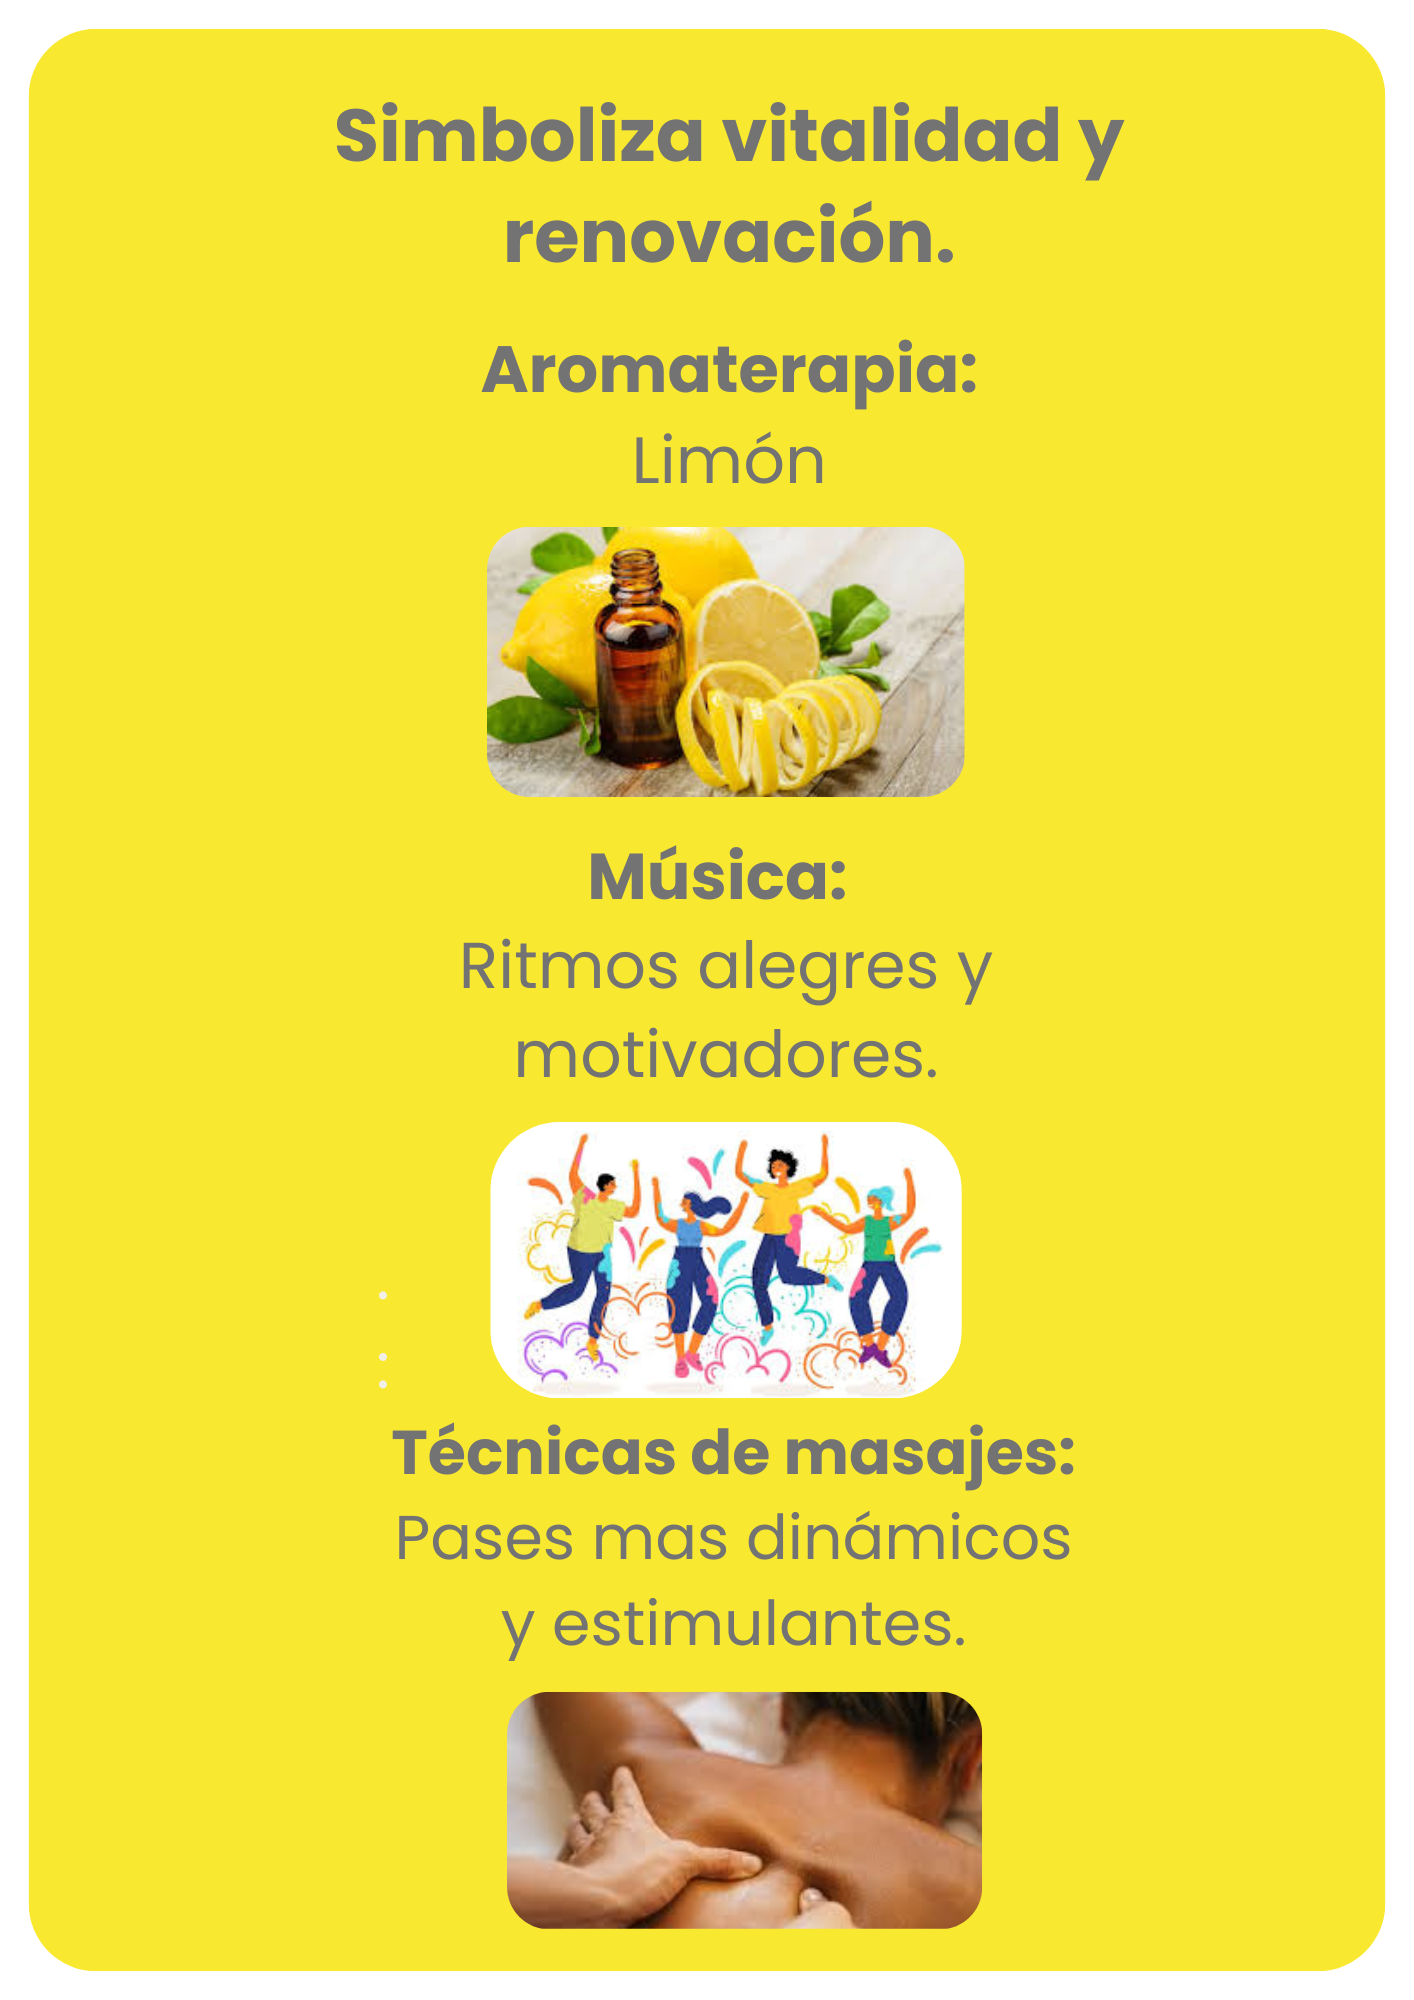 Simboliza vitalidad y
renovación.
Aromaterapia:
Limón
Música:
Ritmos alegres y
motivadores.
Técnicas de masajes:
Pases mas dinámicos
y estimulantes.